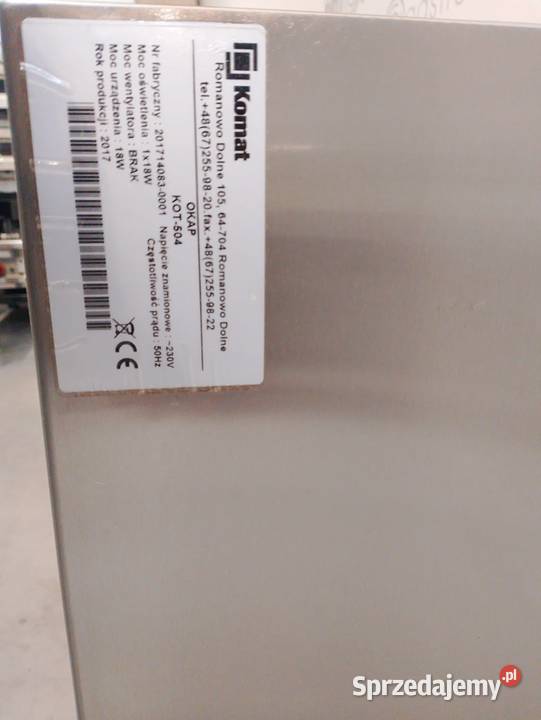 Komat
Romanowo Dolne 105, 64-704 Romanowo Dolne
tel.+48(67)255-98-20.fax.+48(67)255-98-22
OKAP
KOT-504
Nr fabryczny : 201714083-0001 Napięcie znamionowe : ~230V
Moc oświetlenia : 1x18W Częstotliwość prądu : 50Hz
Moc wentylatora : BRAK
Moc urządzenia : 18W
Rok produkcji : 2017
CE
Sprzedajemy.pl